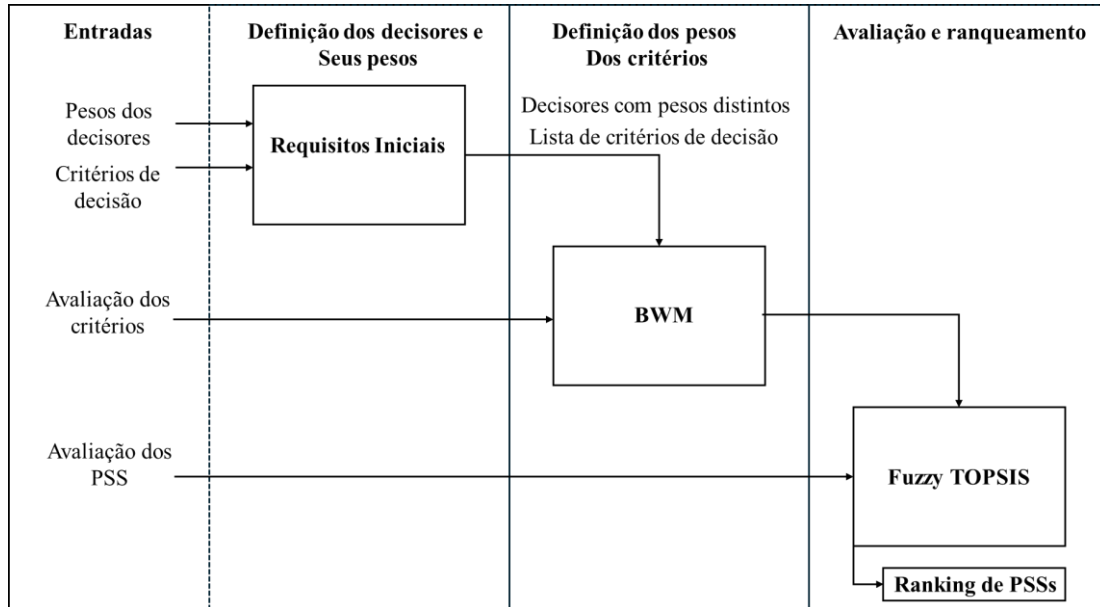 Entradas
Definição dos decisores e
Seus pesos
Definição dos pesos
Dos critérios
Avaliação e ranqueamento
Pesos dos
decisores
Critérios de
decisão
Requisitos Iniciais
Decisores com pesos distintos
Lista de critérios de decisão
Avaliação dos
critérios
BWM
Avaliação dos
PSS
Fuzzy TOPSIS
Ranking de PSSs